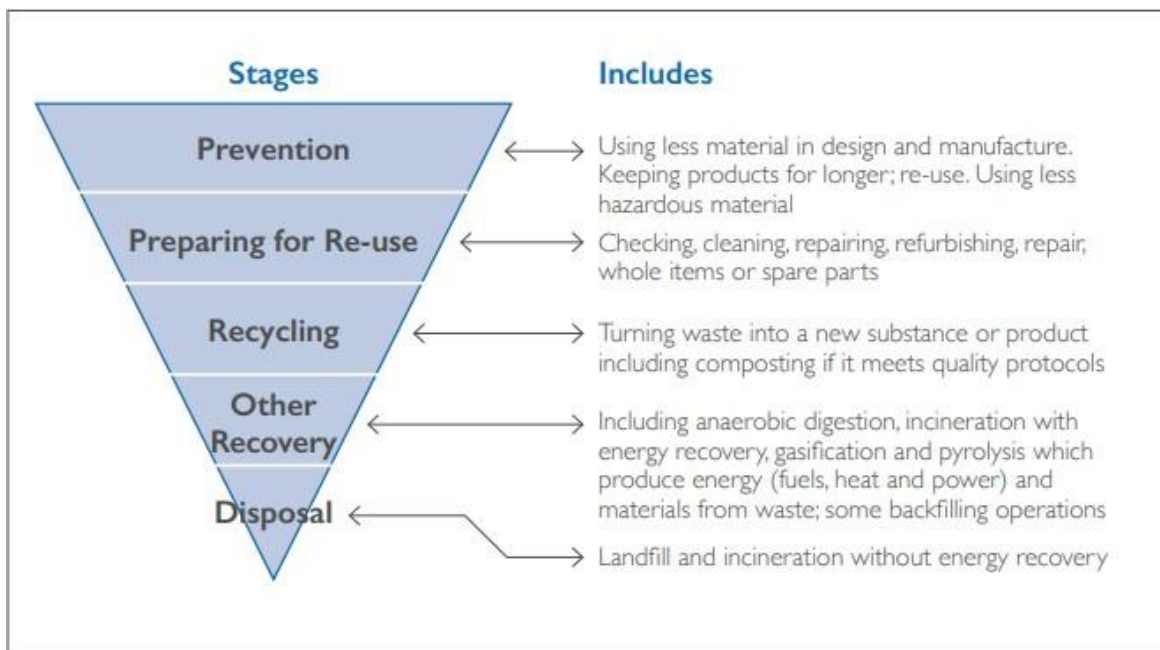 Stages
Includes
Prevention
Using less material in design and manufacture.
Keeping products for longer; re-use. Using less
hazardous material
Preparing for Re-use
Checking, cleaning, repairing, refurbishing, repair,
whole items or spare parts
Recycling
Turning waste into a new substance or product
including composting if it meets quality protocols
Other
Recovery
Including anaerobic digestion, incineration with
energy recovery, gasification and pyrolysis which
produce energy (fuels, heat and power) and
materials from waste; some backfilling operations
Disposal
Landfill and incineration without energy recovery